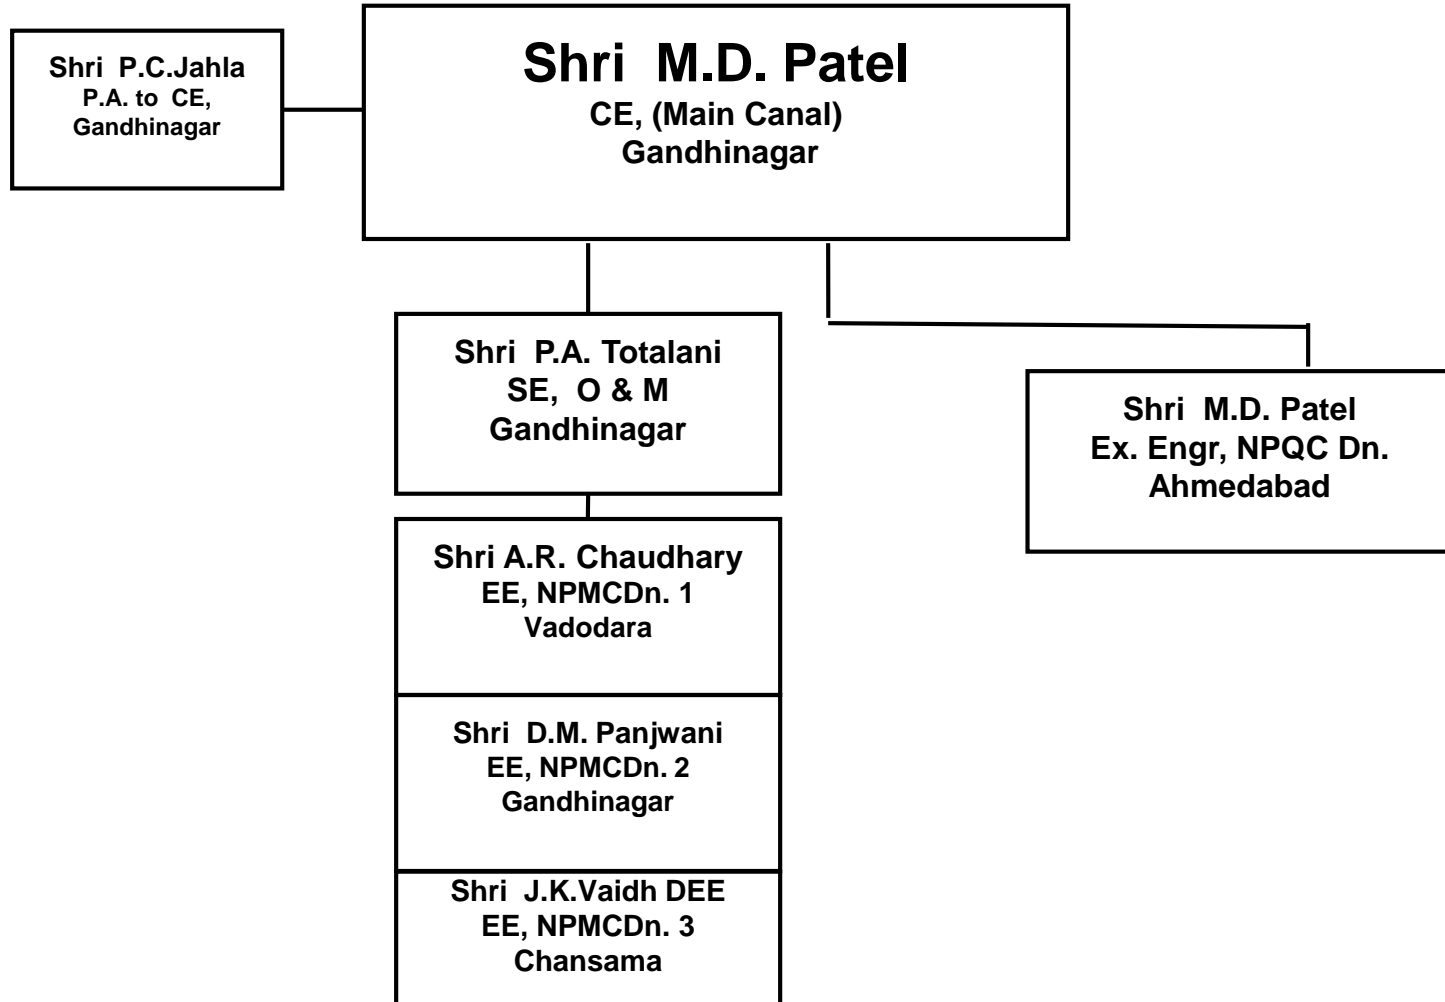 Shri P.C.Jahla
P.A. to CE,
Gandhinagar
Shri M.D. Patel
CE, (Main Canal)
Gandhinagar
Shri P.A. Totalani
SE, O & M
Gandhinagar
Shri M.D. Patel
Ex. Engr, NPQC Dn.
Ahmedabad
Shri A.R. Chaudhary
EE, NPMCDn. 1
Vadodara
Shri D.M. Panjwani
EE, NPMCDn. 2
Gandhinagar
Shri J.K.Vaidh DEE
EE, NPMCDn. 3
Chansama